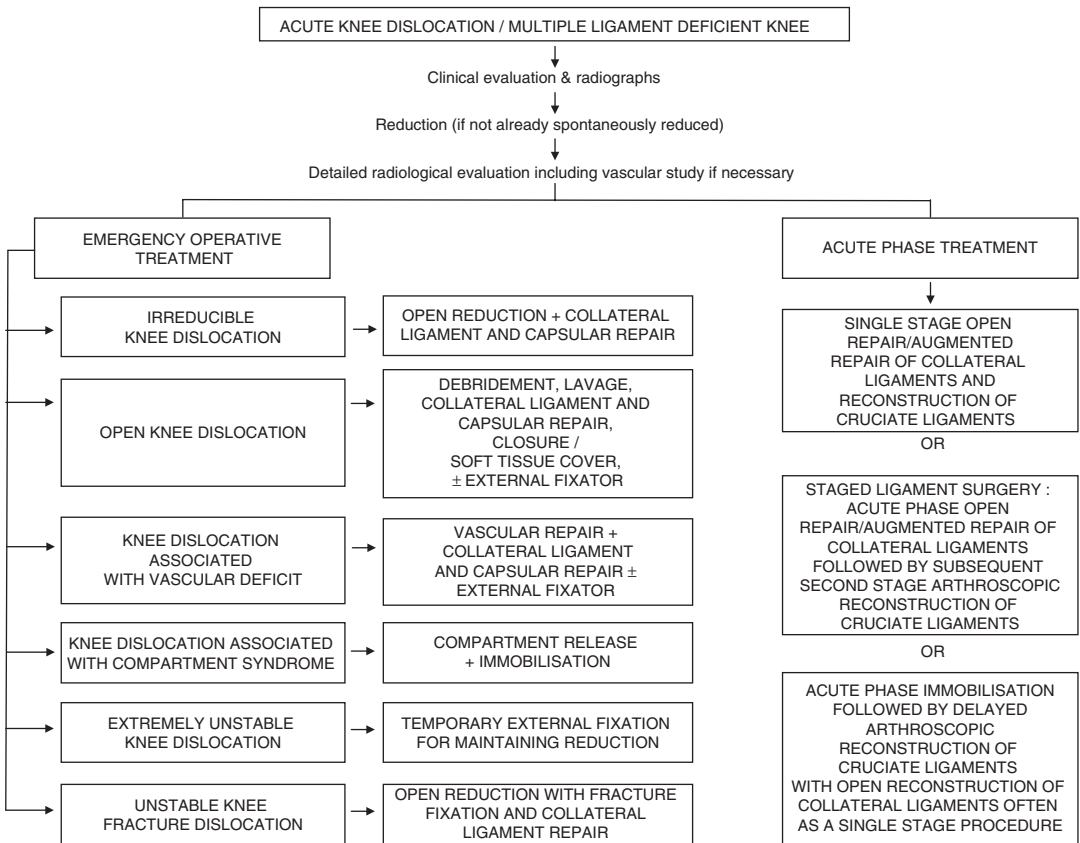 ACUTE KNEE DISLOCATION / MULTIPLE LIGAMENT DEFICIENT KNEE
Clinical evaluation & radiographs
Reduction (if not already spontaneously reduced)
Detailed radiological evaluation including vascular study if necessary
EMERGENCY OPERATIVE
TREATMENT
IRREDUCIBLE
KNEE DISLOCATION
OPEN REDUCTION + COLLATERAL
LIGAMENT AND CAPSULAR REPAIR
OPEN KNEE DISLOCATION
DEBRIDEMENT, LAVAGE,
COLLATERAL LIGAMENT AND
CAPSULAR REPAIR,
CLOSURE /
SOFT TISSUE COVER,
± EXTERNAL FIXATOR
KNEE DISLOCATION
ASSOCIATED
WITH VASCULAR DEFICIT
VASCULAR REPAIR +
COLLATERAL LIGAMENT
AND CAPSULAR REPAIR ±
EXTERNAL FIXATOR
KNEE DISLOCATION ASSOCIATED
WITH COMPARTMENT SYNDROME
COMPARTMENT RELEASE
+ IMMOBILISATION
EXTREMELY UNSTABLE
KNEE DISLOCATION
TEMPORARY EXTERNAL FIXATION
FOR MAINTAINING REDUCTION
UNSTABLE KNEE
FRACTURE DISLOCATION
OPEN REDUCTION WITH FRACTURE
FIXATION AND COLLATERAL
LIGAMENT REPAIR
ACUTE PHASE TREATMENT
SINGLE STAGE OPEN
REPAIR/AUGMENTED
REPAIR OF COLLATERAL
LIGAMENTS AND
RECONSTRUCTION OF
CRUCIATE LIGAMENTS
OR
STAGED LIGAMENT SURGERY :
ACUTE PHASE OPEN
REPAIR/AUGMENTED REPAIR OF
COLLATERAL LIGAMENTS
FOLLOWED BY SUBSEQUENT
SECOND STAGE ARTHROSCOPIC
RECONSTRUCTION OF
CRUCIATE LIGAMENTS
OR
ACUTE PHASE IMMOBILISATION
FOLLOWED BY DELAYED
ARTHROSCOPIC
RECONSTRUCTION OF
CRUCIATE LIGAMENTS
WITH OPEN RECONSTRUCTION OF
COLLATERAL LIGAMENTS OFTEN
AS A SINGLE STAGE PROCEDURE